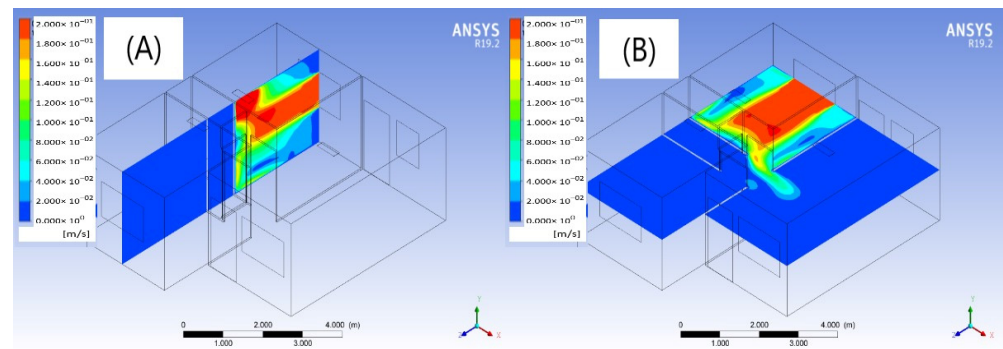 2.000× 10⁻⁰¹
1.800× 10⁻⁰¹
1.600× 10⁻⁰¹
1.400× 10⁻⁰¹
1.200× 10⁻⁰¹
1.000× 10⁻⁰¹
8.000× 10⁻⁰²
6.000× 10⁻⁰²
4.000× 10⁻⁰²
2.000× 10⁻⁰²
0.000× 10⁰
[m/s]
(A)
ANSYS
R19.2
0 2.000 4.000 (m)
1.000 3.000
Y
Z X
2.000× 10⁻⁰¹
1.800× 10⁻⁰¹
1.600× 10⁻⁰¹
1.400× 10⁻⁰¹
1.200× 10⁻⁰¹
1.000× 10⁻⁰¹
8.000× 10⁻⁰²
6.000× 10⁻⁰²
4.000× 10⁻⁰²
2.000× 10⁻⁰²
0.000× 10⁰
[m/s]
(B)
ANSYS
R19.2
0 2.000 4.000 (m)
1.000 3.000
Y
Z X